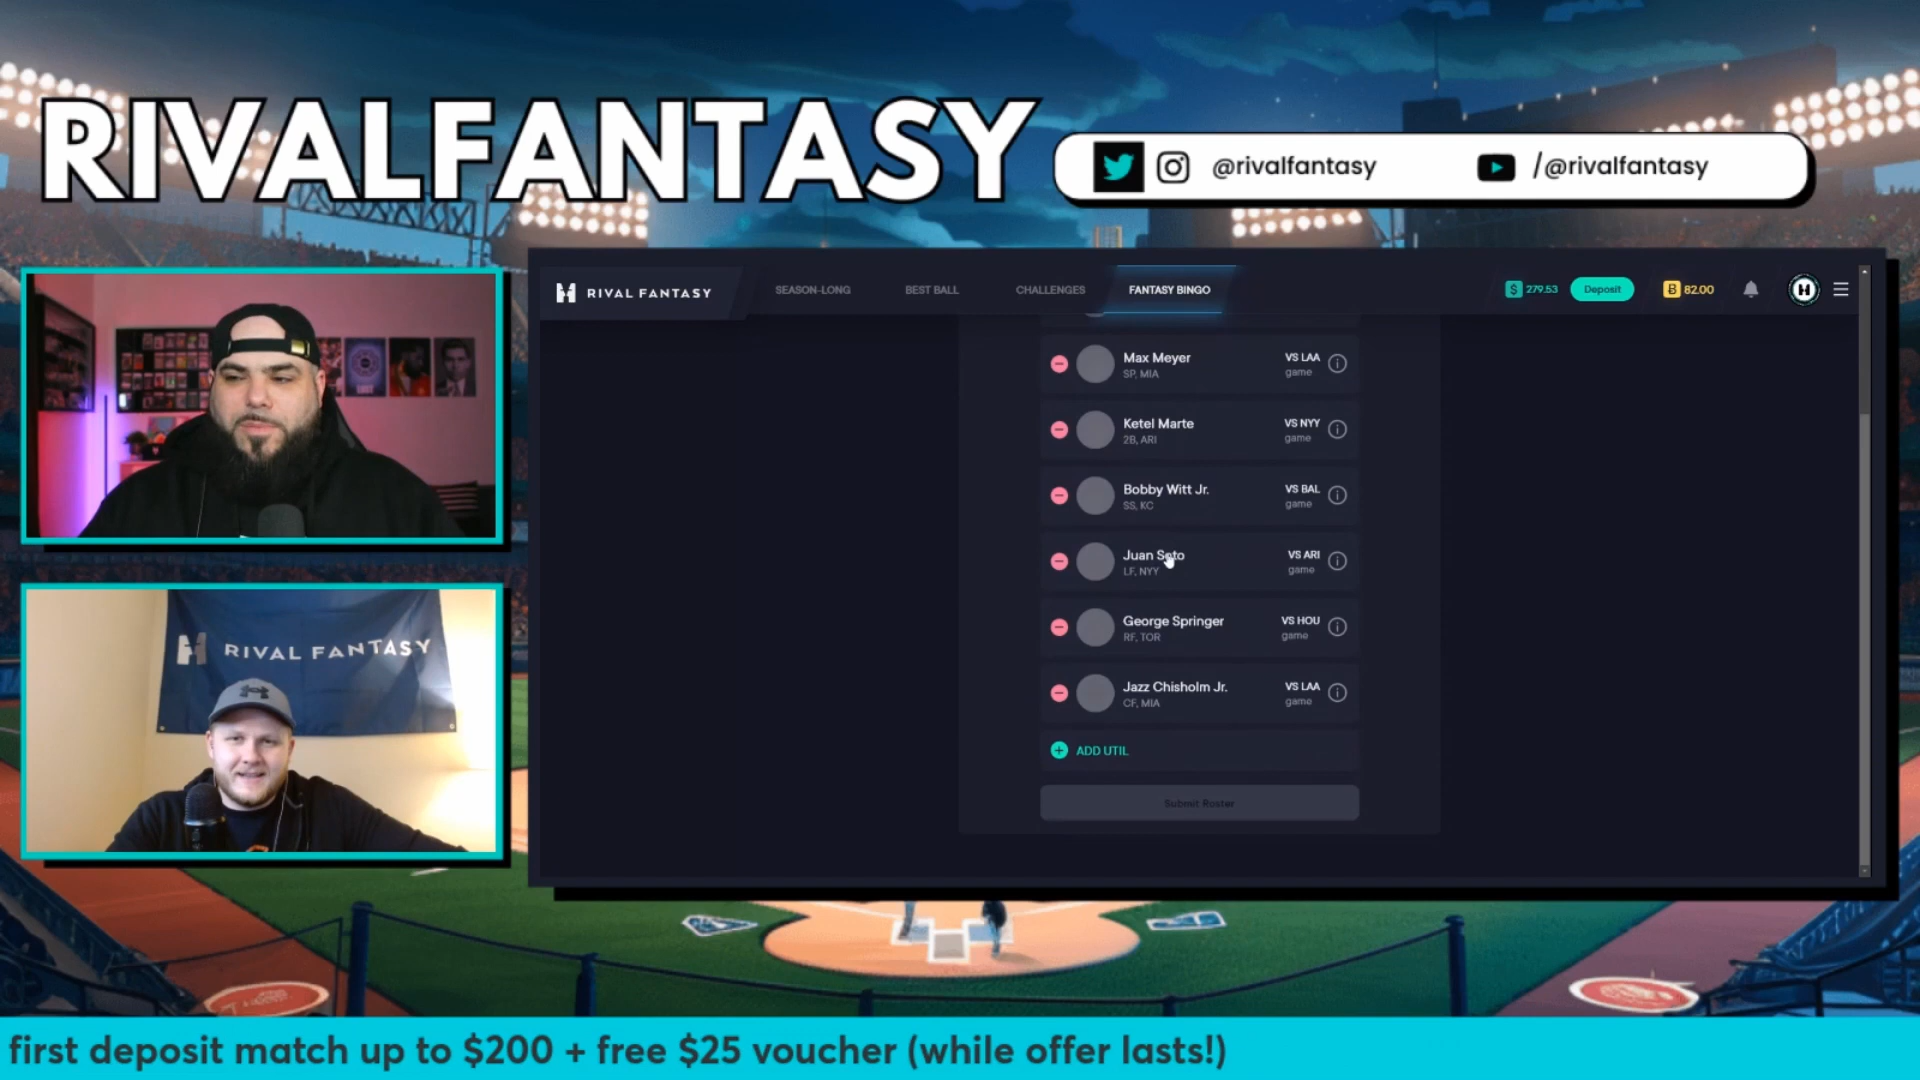 RIVALFANTASY
@rivalfantasy
/@rivalfantasy
RIVAL FANTASY
SEASON-LONG
BEST BALL
CHALLENGES
FANTASY BINGO
$ 279.53
Deposit
B 82.00
Max Meyer
SP, MIA
VS LAA
game
Ketel Marte
2B, ARI
VS NYY
game
Bobby Witt Jr.
SS, KC
VS BAL
game
Juan Soto
LF, NYY
VS ARI
game
George Springer
RF, TOR
VS HOU
game
Jazz Chisholm Jr.
CF, MIA
VS LAA
game
ADD UTIL
Submit Roster
RIVAL FANTASY
first deposit match up to $200 + free $25 voucher (while offer lasts!)